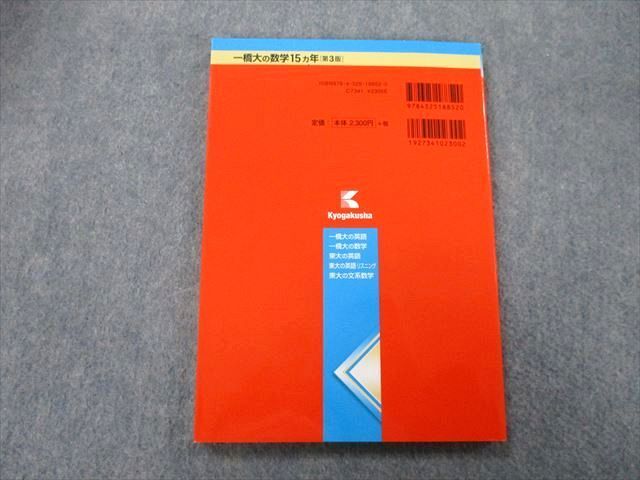 一橋大の数学15カ年[第3版]
ISBN978-4-325-18852-0
C7341 ¥2300E
定価:本体2,300円+税
9784325188520
1927341023002
K
Kyogakusha
一橋大の英語
一橋大の数学
東大の英語
東大の英語リスニング
東大の文系数学